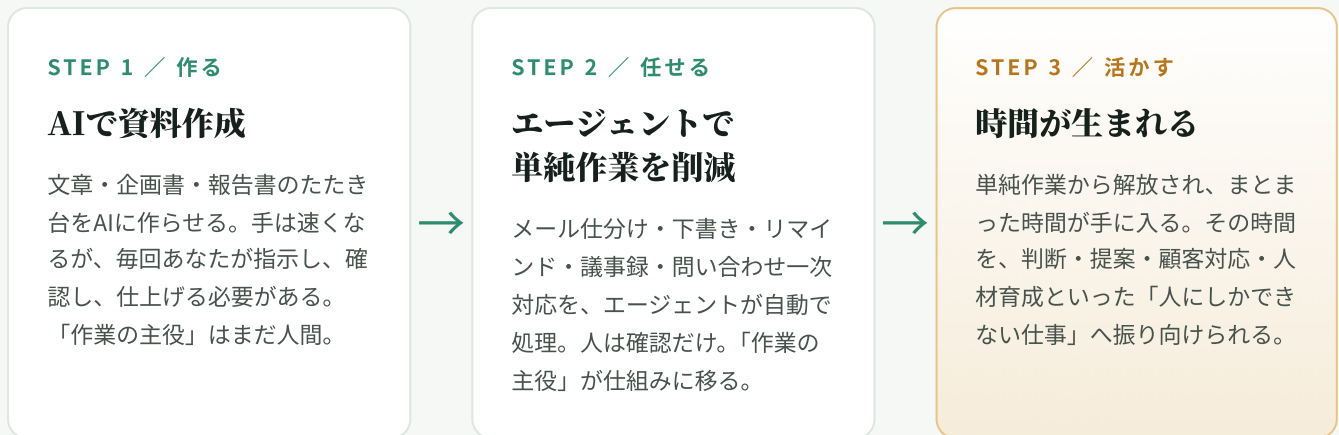 STEP 1 ／ 作る
AIで資料作成
文章・企画書・報告書のたたき
台をAIに作らせる。手は速くな
るが、毎回あなたが指示し、確
認し、仕上げる必要がある。
「作業の主役」はまだ人間。
STEP 2 ／ 任せる
エージェントで
単純作業を削減
メール仕分け・下書き・リマイ
ンド・議事録・問い合わせ一次
対応を、エージェントが自動で
処理。人は確認だけ。「作業の
主役」が仕組みに移る。
STEP 3 ／ 活かす
時間が生まれる
単純作業から解放され、まとま
った時間が手に入る。その時間
を、判断・提案・顧客対応・人
材育成といった「人にしかでき
ない仕事」へ振り向けられる。